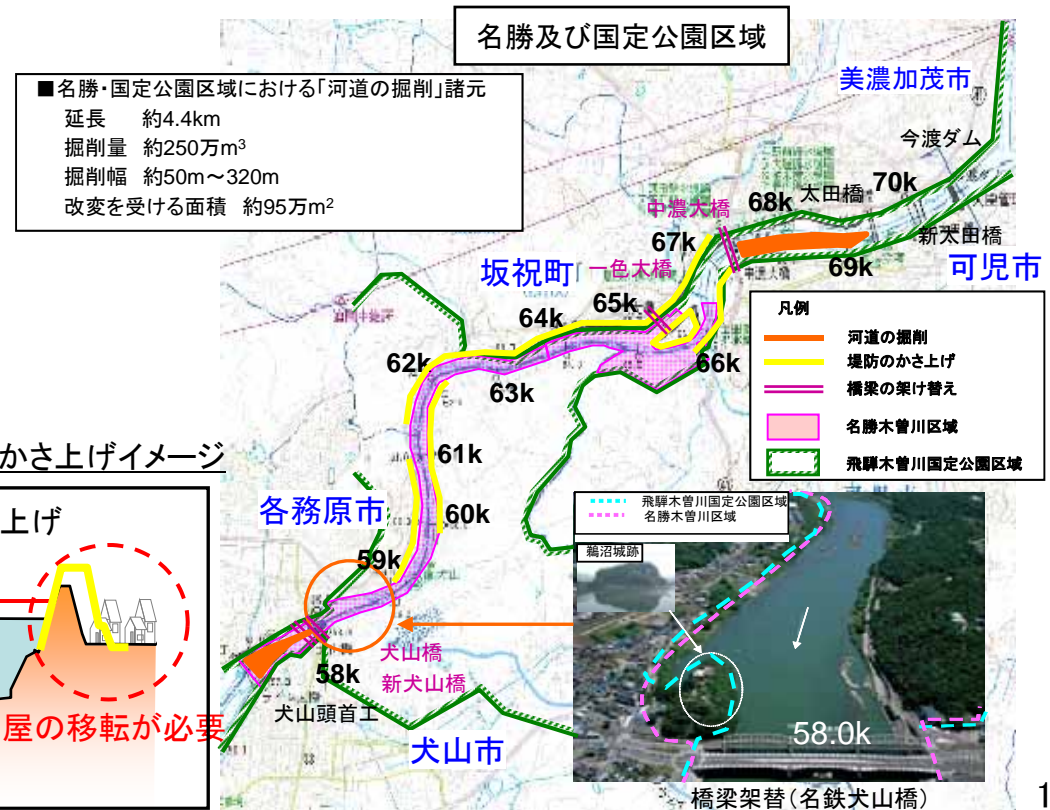 名勝及び国定公園区域
■名勝・国定公園区域における｢河道の掘削｣諸元
延長 約4.4km
掘削量 約250万m³
掘削幅 約50m～320m
改変を受ける面積 約95万m²
美濃加茂市
今渡ダム
70k
太田橋
68k
中濃大橋
新太田橋
67k
69k
可児市
坂祝町
一色大橋
65k
64k
66k
62k
63k
61k
60k
各務原市
59k
58k
犬山橋
新犬山橋
犬山頭首工
犬山市
凡例
河道の掘削
堤防のかさ上げ
橋梁の架け替え
名勝木曽川区域
飛騨木曽川国定公園区域
かさ上げイメージ
上げ
屋の移転が必要
飛騨木曽川国定公園区域
名勝木曽川区域
鵜沼城跡
58.0k
橋梁架替(名鉄犬山橋)
1